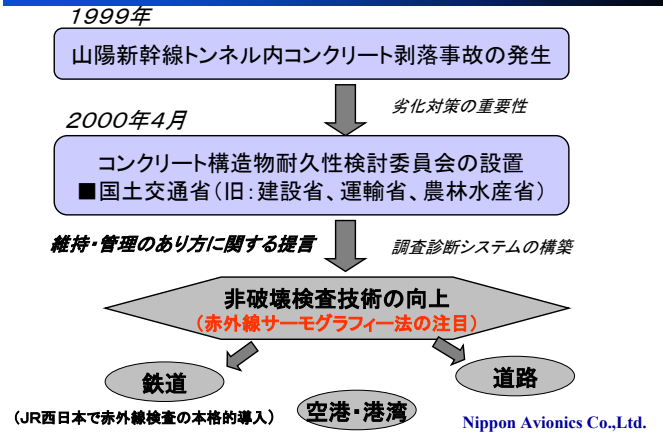 1999年
山陽新幹線トンネル内コンクリート剥落事故の発生
劣化対策の重要性
2000年4月
コンクリート構造物耐久性検討委員会の設置
■国土交通省(旧:建設省、運輸省、農林水産省)
維持・管理のあり方に関する提言
調査診断システムの構築
非破壊検査技術の向上
(赤外線サーモグラフィー法の注目)
鉄道
道路
(JR西日本で赤外線検査の本格的導入)
空港・港湾
Nippon Avionics Co.,Ltd.